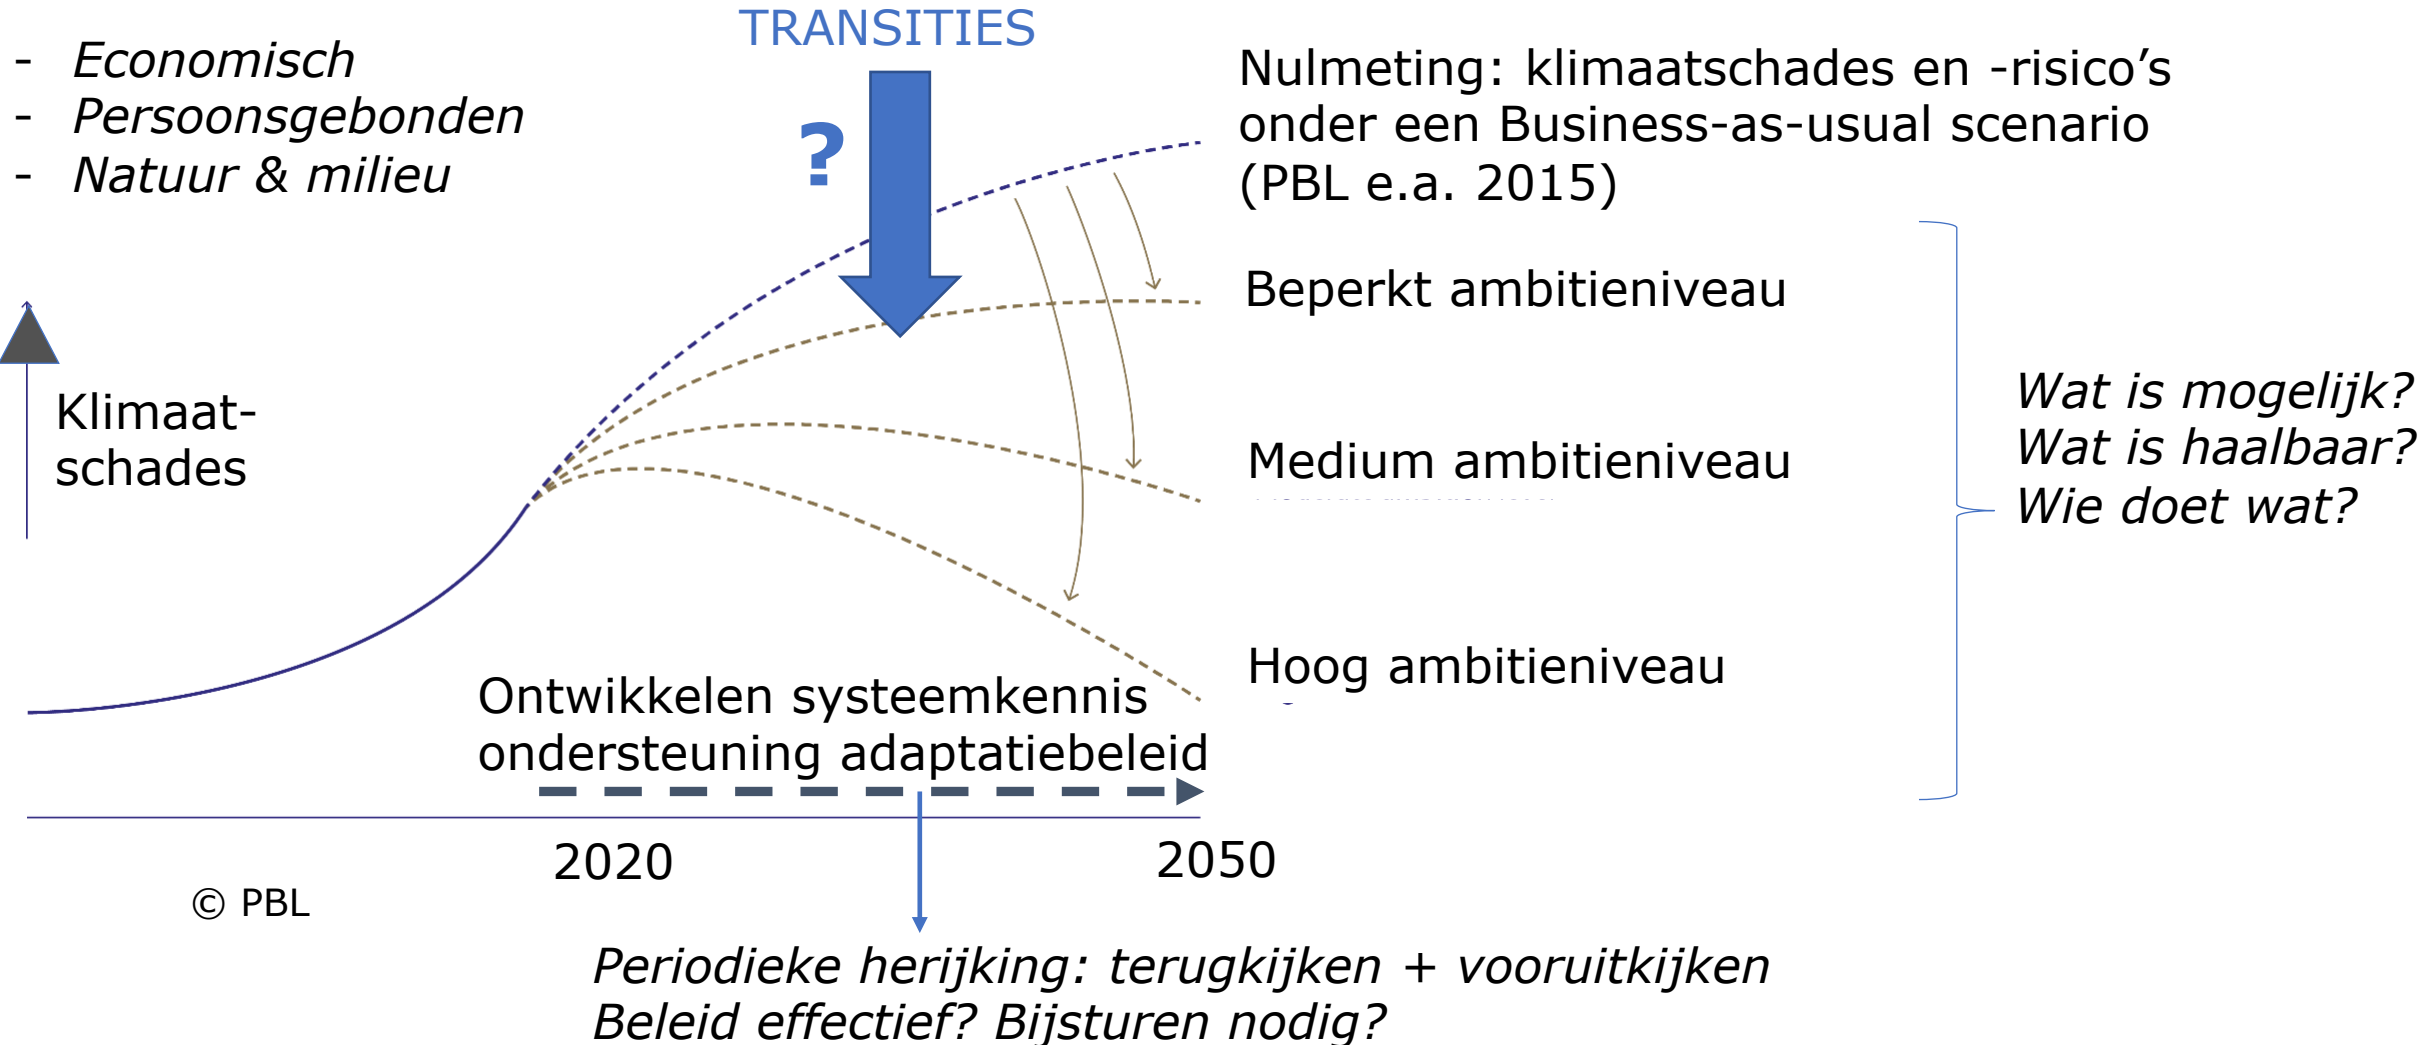 TRANSITIES
- Economisch
- Persoonsgebonden
- Natuur & milieu
?
Nulmeting: klimaatschades en -risico’s
onder een Business-as-usual scenario
(PBL e.a. 2015)
Beperkt ambitieniveau
Klimaat-
schades
Medium ambitieniveau
Wat is mogelijk?
Wat is haalbaar?
Wie doet wat?
Hoog ambitieniveau
Ontwikkelen systeemkennis
ondersteuning adaptatiebeleid
2020
2050
© PBL
Periodieke herijking: terugkijken + vooruitkijken
Beleid effectief? Bijsturen nodig?